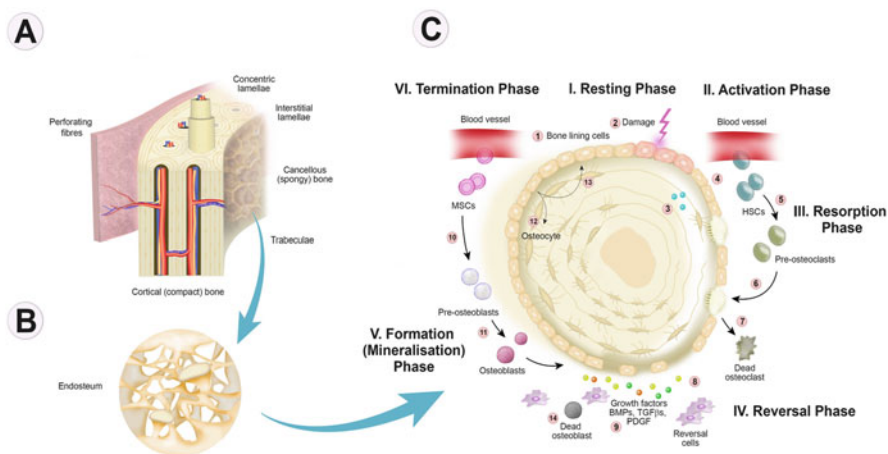 A
Concentric
lamellae
Interstitial
lamellae
Perforating
fibres
Cancellous
(spongy) bone
Trabeculae
Cortical (compact) bone
B
Endosteum
C
VI. Termination Phase
I. Resting Phase
II. Activation Phase
Blood vessel
2 Damage
Blood vessel
1 Bone lining cells
4
13
MSCs
3
HSCs
5
12
Osteocyte
III. Resorption
Phase
10
Pre-osteoclasts
6
Pre-osteoblasts
7
V. Formation
(Mineralisation)
Phase
11
Osteoblasts
Dead
osteoclast
8
Growth factors
BMPs, TGFβs,
PDGF
9
14
Dead
osteoblast
IV. Reversal Phase
Reversal
cells